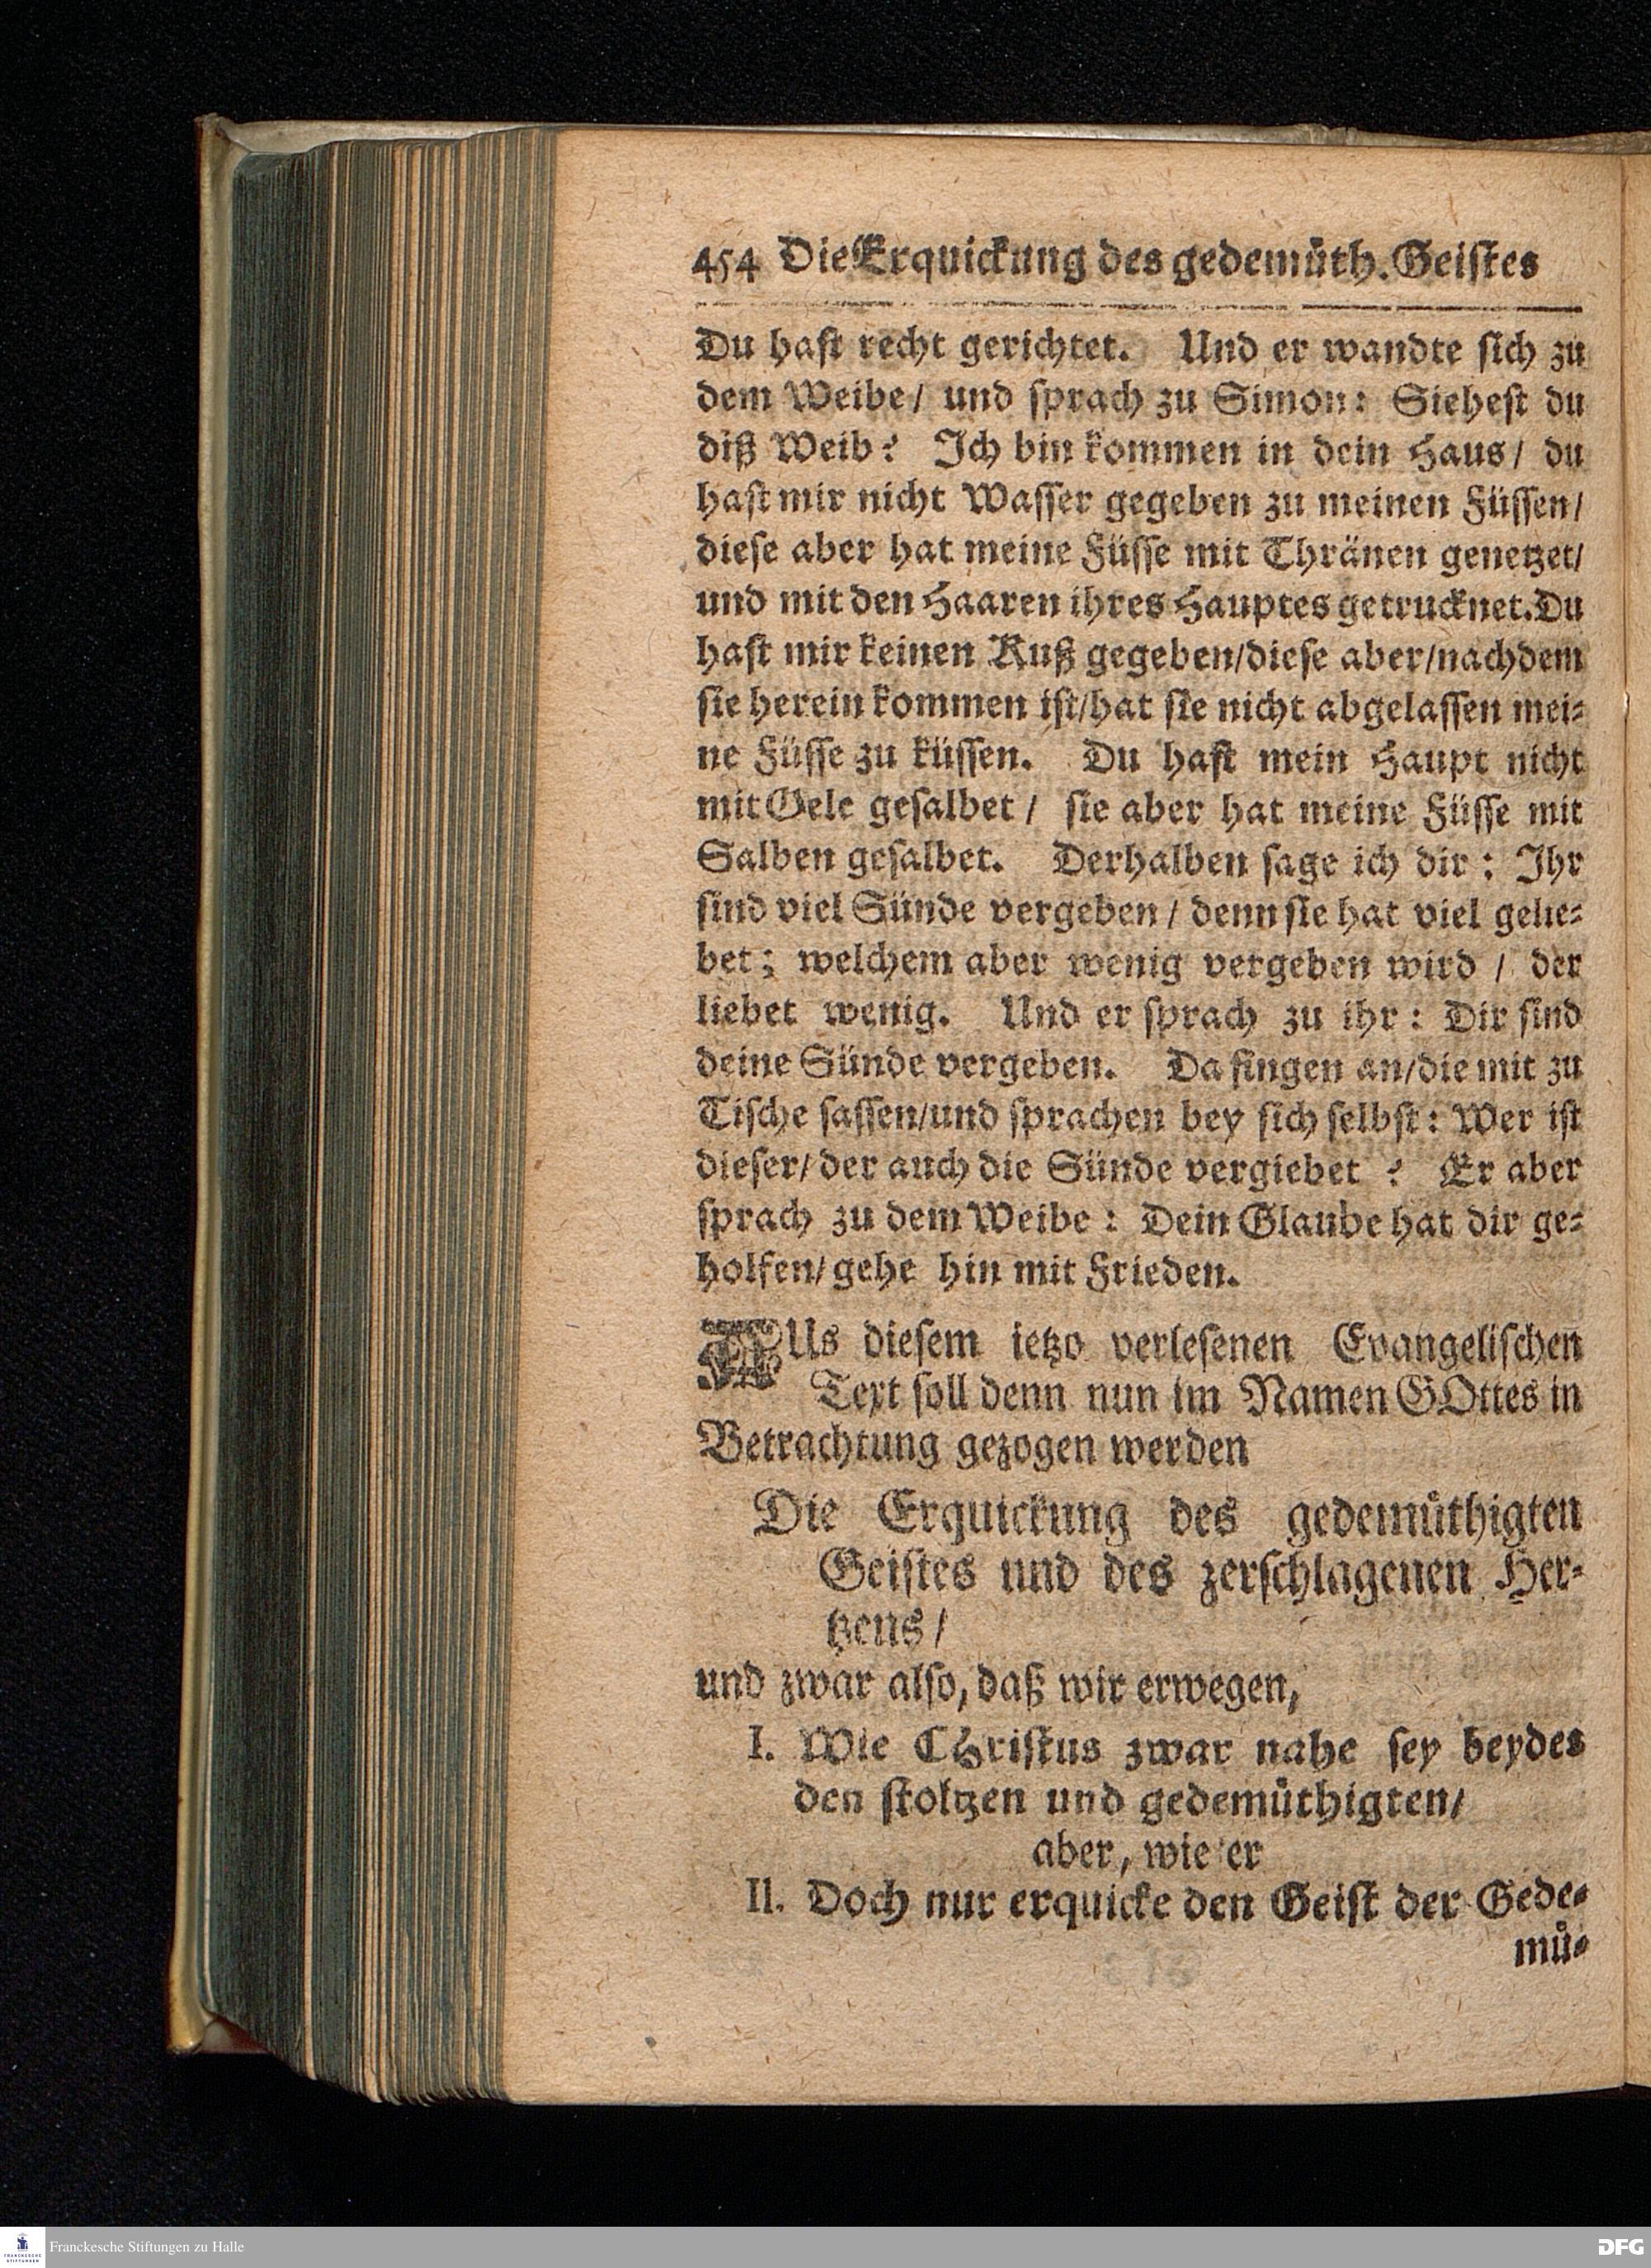 454 Die Erquickung des gedemüth. Geistes
Du hast recht gerichtet. Und er wandte sich zu
dem Weibe/ und sprach zu Simon: Siehest du
diß Weib? Ich bin kommen in dein Haus/ du
hast mir nicht Wasser gegeben zu meinen Füssen/
diese aber hat meine Füsse mit Thränen genetzet/
und mit den Haaren ihres Hauptes getrucknet. Du
hast mir keinen Kuß gegeben/diese aber/nachdem
sie herein kommen ist/hat sie nicht abgelassen mei-
ne Füsse zu küssen. Du hast mein Haupt nicht
mit Oele gesalbet/ sie aber hat meine Füsse mit
Salben gesalbet. Derhalben sage ich dir: Ihr
sind viel Sünde vergeben/ denn sie hat viel gelie-
bet; welchem aber wenig vergeben wird/ der
liebet wenig. Und er sprach zu ihr: Dir sind
deine Sünde vergeben. Da fingen an/die mit zu
Tische sassen/und sprachen bey sich selbst: Wer ist
dieser/ der auch die Sünde vergiebet? Er aber
sprach zu dem Weibe: Dein Glaube hat dir ge-
holfen/ gehe hin mit Frieden.
AUs diesem ietzo verlesenen Evangelischen
Text soll denn nun im Namen GOttes in
Betrachtung gezogen werden
Die Erquickung des gedemüthigten
Geistes und des zerschlagenen Her-
tzens/
und zwar also, daß wir erwegen,
I. Wie CHristus zwar nahe sey beydes
den stoltzen und gedemüthigten/
aber, wie er
II. Doch nur erquicke den Geist der Gede-
mü-
Franckesche Stiftungen zu Halle
FRANCKESCHE STIFTUNGEN
DFG